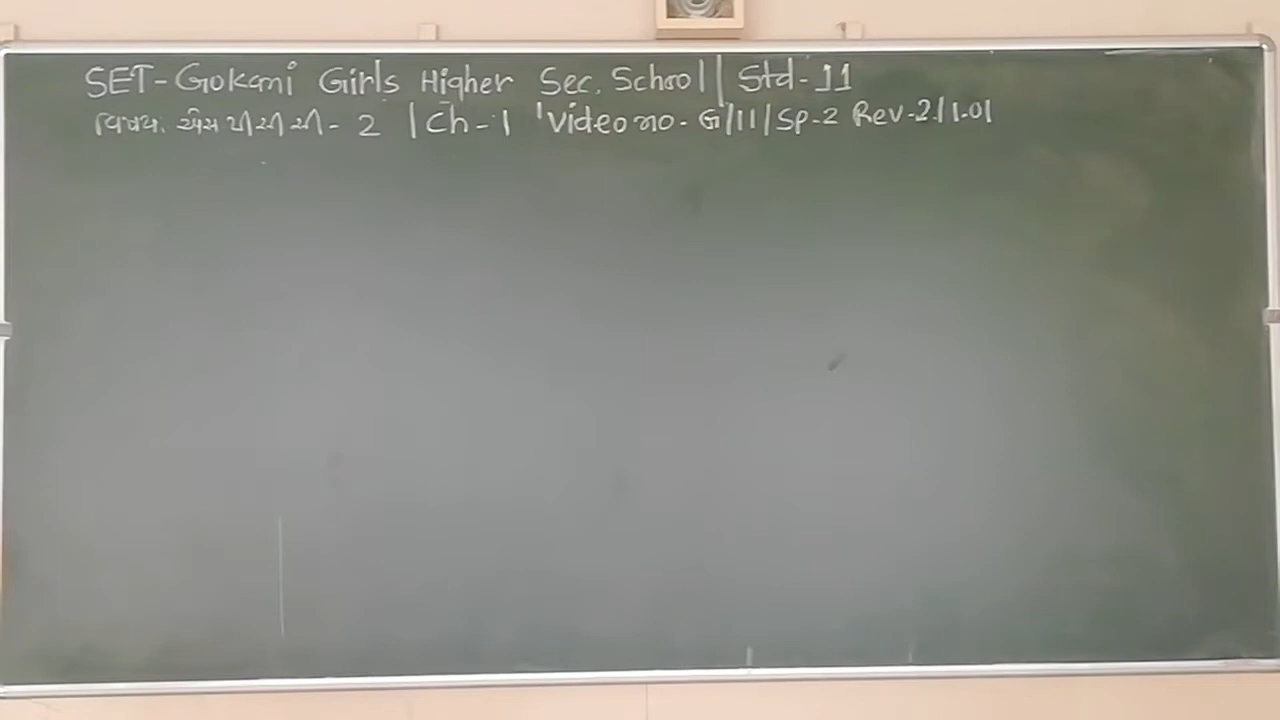 SET-Gokani Girls Higher Sec. School | Std-11
વિષય. એસ પી સી સી - 2 | Ch-1 'Video no - G/11/Sp-2 Rev-2/1.01